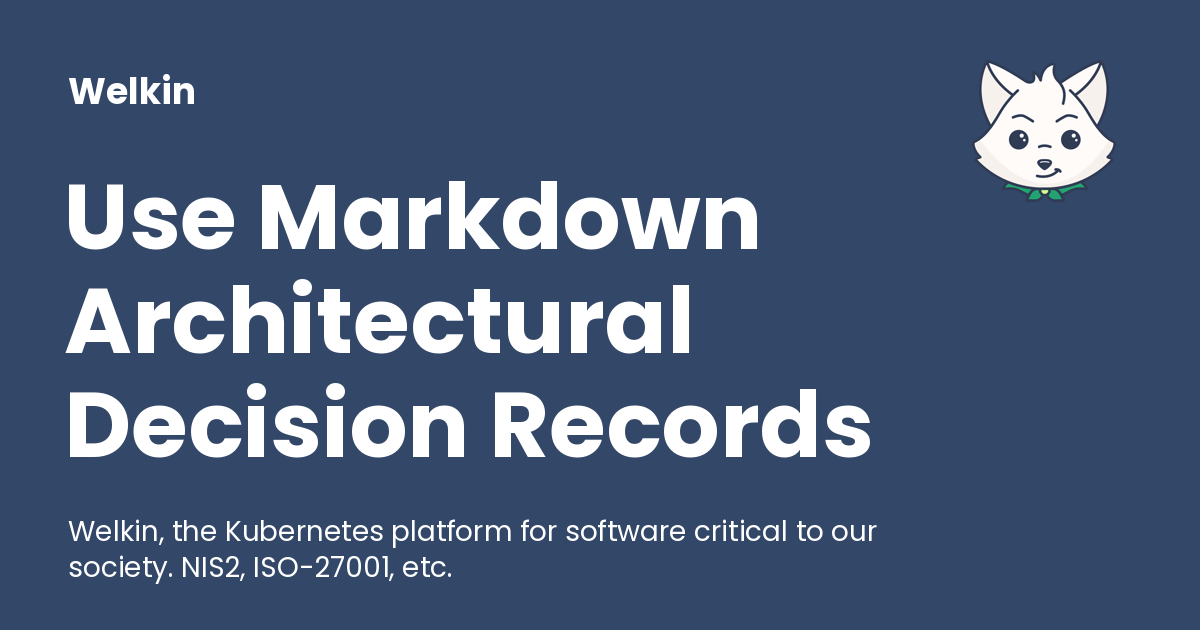 Welkin
Use Markdown
Architectural
Decision Records
Welkin, the Kubernetes platform for software critical to our
society. NIS2, ISO-27001, etc.